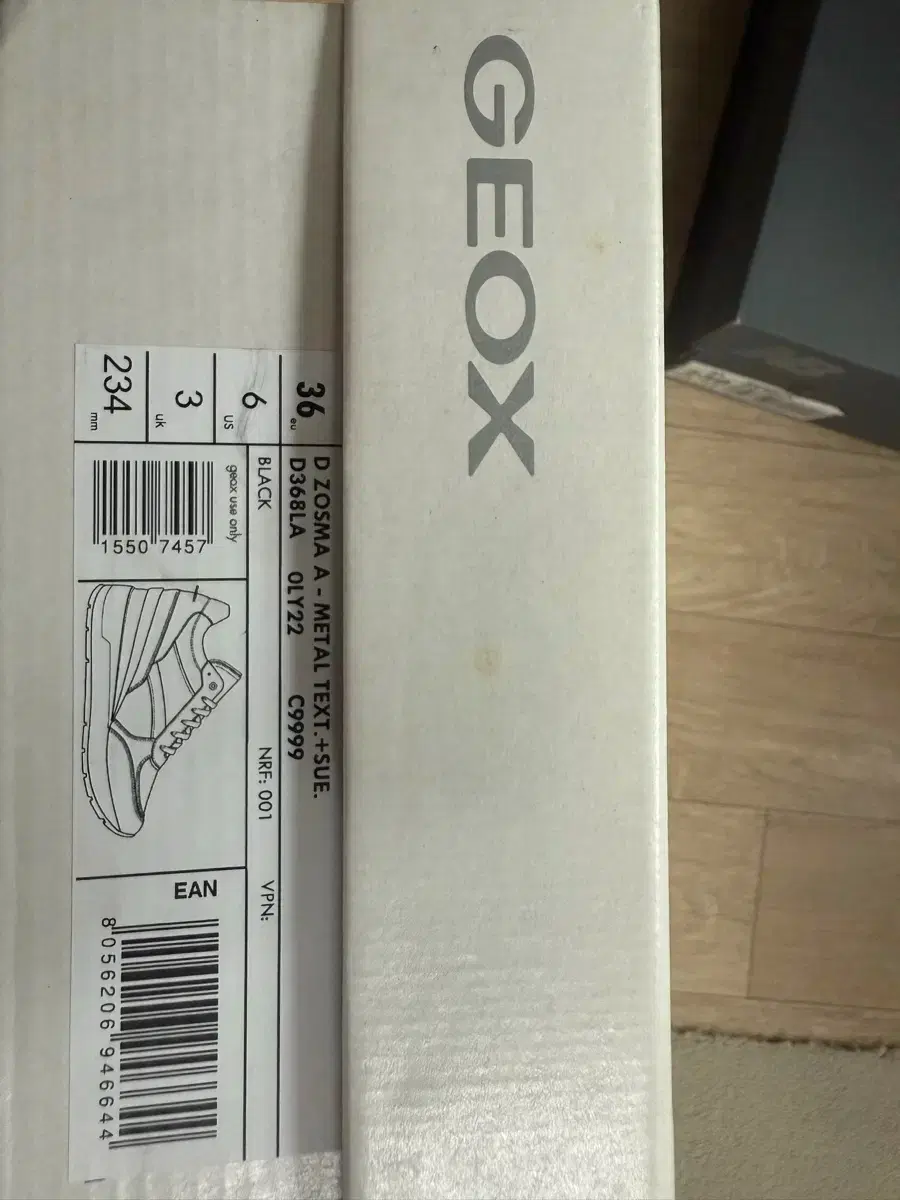 GEOX
36 eu
6 US
3 uk
234 mm
D ZOSMA A - METAL TEXT.+SUE.
D368LA 0LY22 C9999
BLACK NRF: 001 VPN:
geox use only
1550 7457
EAN
8 056206 946644